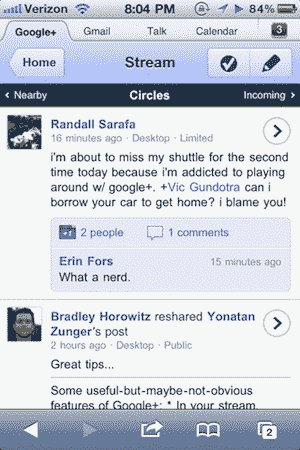 Verizon 8:04 PM 84%
Google+ Gmail Talk Calendar 3
Home Stream
Nearby Circles Incoming
Randall Sarafa
16 minutes ago · Desktop · Limited
i'm about to miss my shuttle for the second
time today because i'm addicted to playing
around w/ google+. +Vic Gundotra can i
borrow your car to get home? i blame you!
+1 2 people 1 comments
Erin Fors 15 minutes ago
What a nerd.
Bradley Horowitz reshared Yonatan
Zunger's post
2 hours ago · Desktop · Public
Great tips...
Some useful-but-maybe-not-obvious
features of Google+: * In your stream,
2